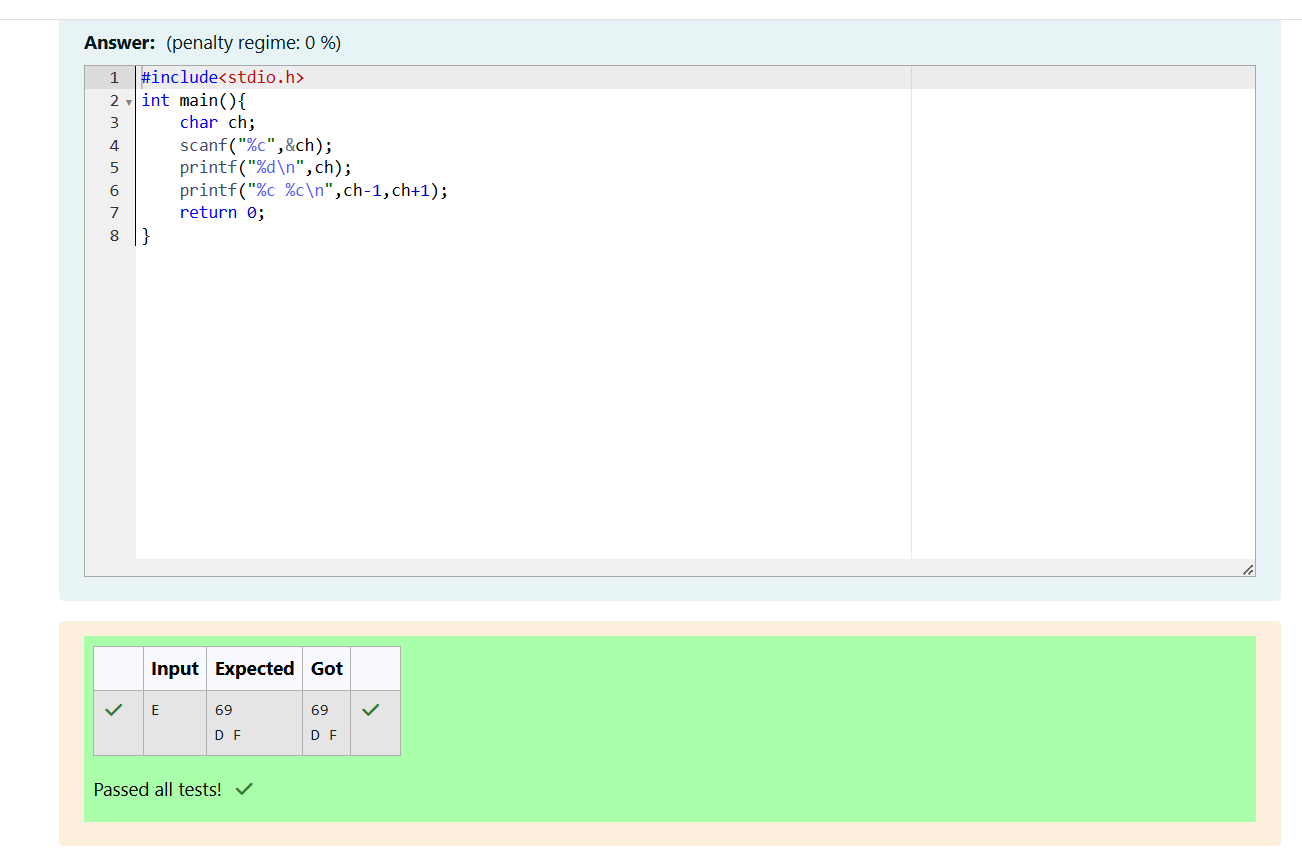 Answer: (penalty regime: 0 %)
1 #include<stdio.h>
2 int main(){
3     char ch;
4     scanf("%c",&ch);
5     printf("%d\n",ch);
6     printf("%c %c\n",ch-1,ch+1);
7     return 0;
8 }
Input Expected Got
E 69 69
D F D F
Passed all tests!